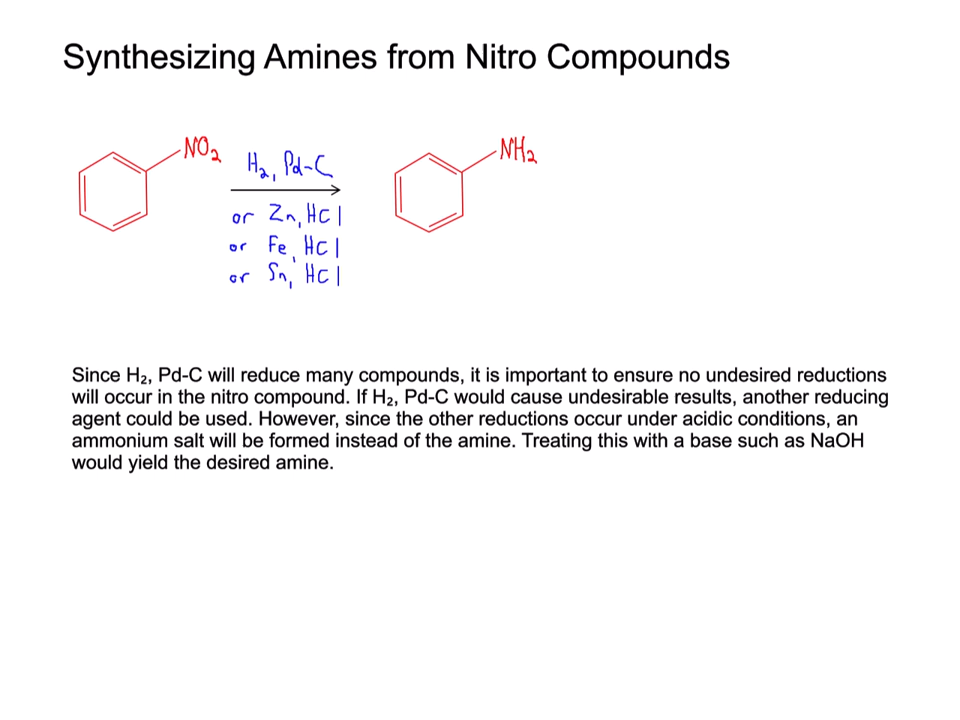 Synthesizing Amines from Nitro Compounds
NO₂
H₂, Pd-C
NH₂
or Zn, HCl
or Fe, HCl
or Sn, HCl
Since H₂, Pd-C will reduce many compounds, it is important to ensure no undesired reductions
will occur in the nitro compound. If H₂, Pd-C would cause undesirable results, another reducing
agent could be used. However, since the other reductions occur under acidic conditions, an
ammonium salt will be formed instead of the amine. Treating this with a base such as NaOH
would yield the desired amine.